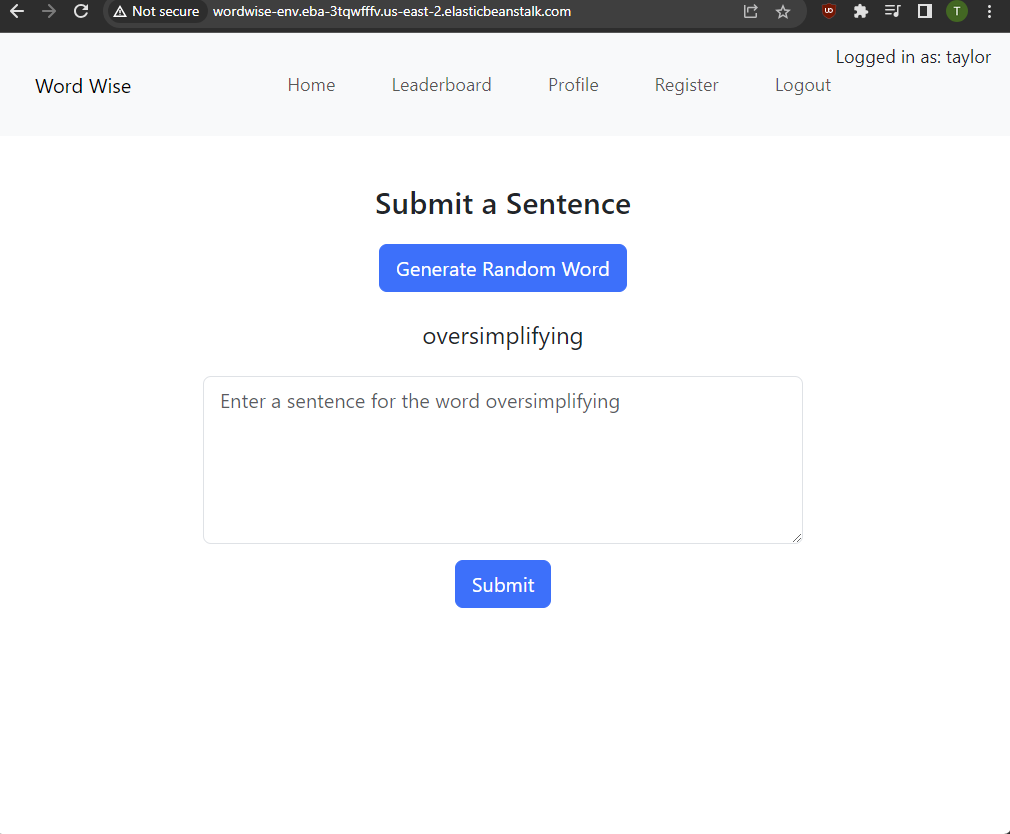 Not secure wordwise-env.eba-3tqwfffv.us-east-2.elasticbeanstalk.com
UD
T
Logged in as: taylor
Word Wise Home Leaderboard Profile Register Logout
Submit a Sentence
Generate Random Word
oversimplifying
Enter a sentence for the word oversimplifying
Submit